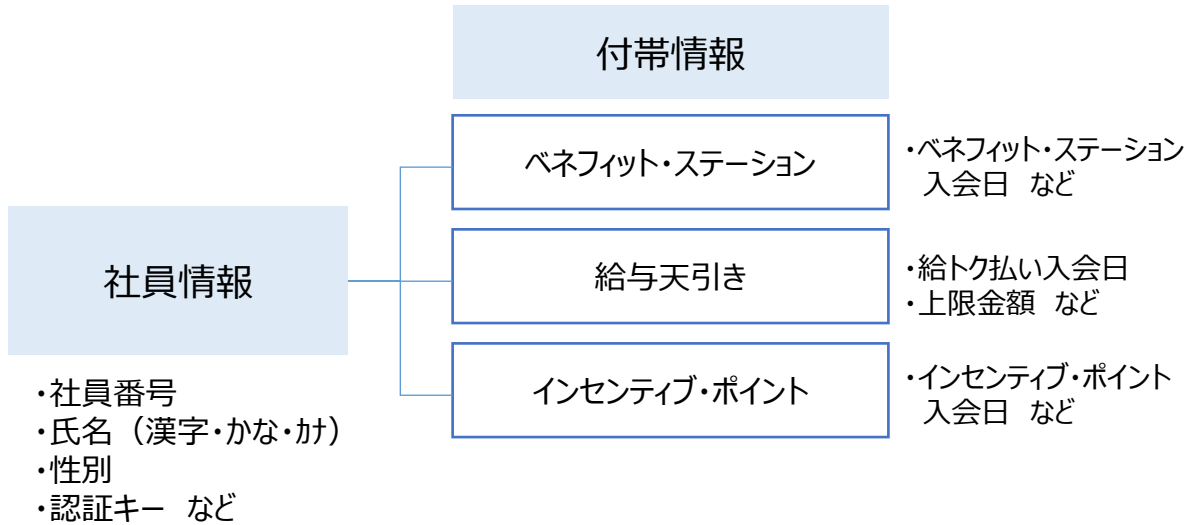 付帯情報
ベネフィット・ステーション
・ベネフィット・ステーション
入会日 など
社員情報
給与天引き
・給トク払い入会日
・上限金額 など
インセンティブ・ポイント
・インセンティブ・ポイント
入会日 など
・社員番号
・氏名（漢字・かな・ｶﾅ）
・性別
・認証キー など